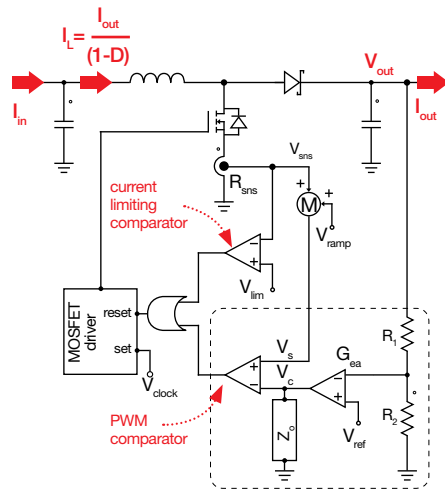 I_L = I_out / (1-D)
I_in
V_out
I_out
V_sns
R_sns
+
+
M
V_ramp
current
limiting
comparator
−
+
V_lim
MOSFET
driver
reset
set
V_clock
V_s
V_c
+
−
G_ea
−
+
R_1
R_2
Z_o
V_ref
PWM
comparator